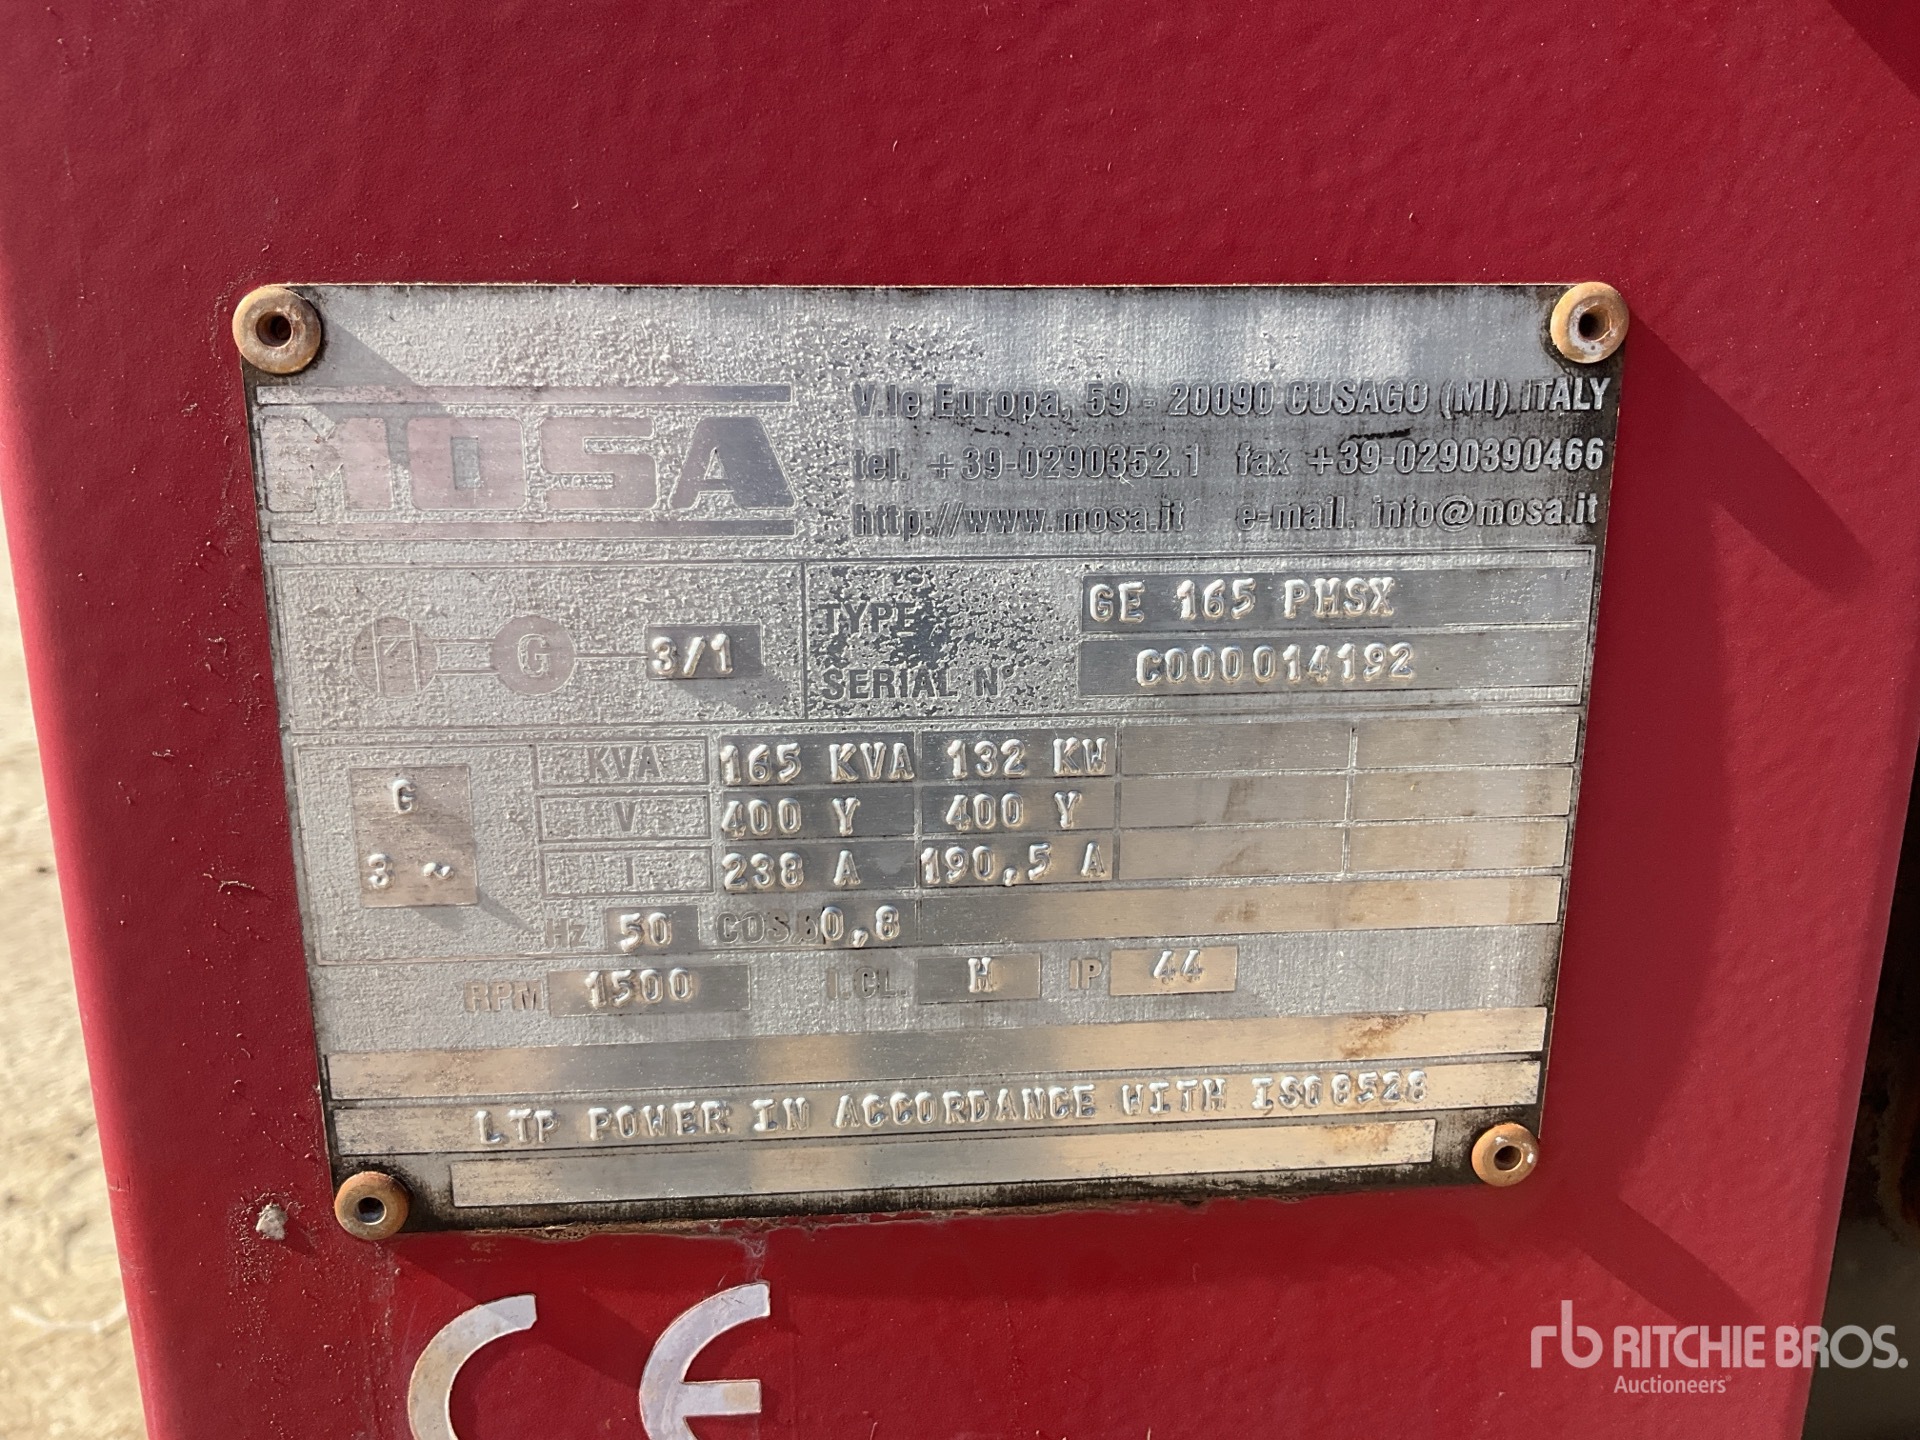 MOSA
V.le Europa, 59 - 20090 CUSAGO (MI) ITALY
tel. +39-0290352.1 fax +39-0290390466
http://www.mosa.it e-mail. info@mosa.it
G 3/1
TYPE GE 165 PMSX
SERIAL N°. C000014192
G
3 ~
KVA 165 KVA 132 KW
V 400 Y 400 Y
I 238 A 190,5 A
Hz 50 COS 0,8
RPM 1500 I.CL. H IP 44
LTP POWER IN ACCORDANCE WITH ISO8528
CE
rb RITCHIE BROS.
Auctioneers